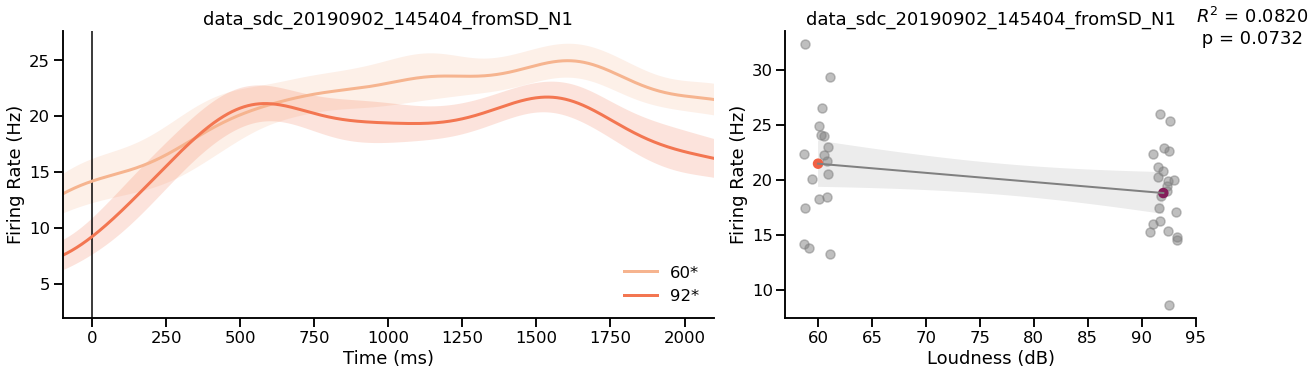 data_sdc_20190902_145404_fromSD_N1
25
20
15
10
5
Firing Rate (Hz)
60*
92*
0 250 500 750 1000 1250 1500 1750 2000
Time (ms)
data_sdc_20190902_145404_fromSD_N1
R² = 0.0820
p = 0.0732
30
25
20
15
10
Firing Rate (Hz)
60 65 70 75 80 85 90 95
Loudness (dB)